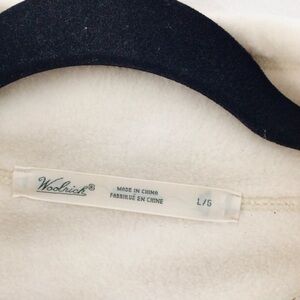 Woolrich®
MADE IN CHINA
FABRIQUÉ EN CHINE
L/G